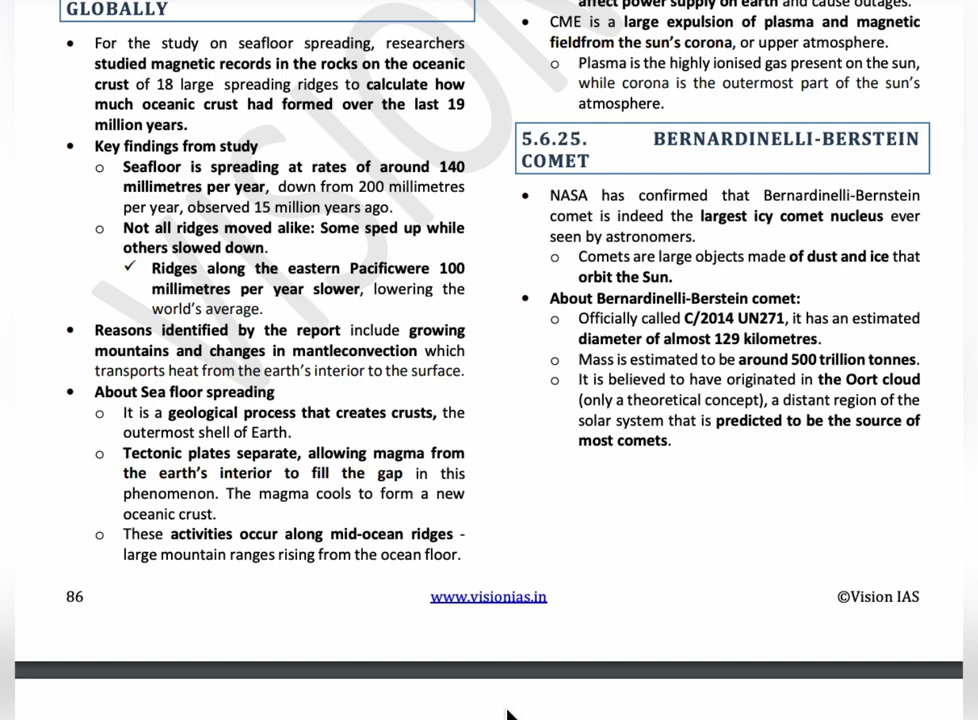 GLOBALLY
• For the study on seafloor spreading, researchers
studied magnetic records in the rocks on the oceanic
crust of 18 large spreading ridges to calculate how
much oceanic crust had formed over the last 19
million years.
• Key findings from study
o Seafloor is spreading at rates of around 140
millimetres per year, down from 200 millimetres
per year, observed 15 million years ago.
o Not all ridges moved alike: Some sped up while
others slowed down.
✓ Ridges along the eastern Pacificwere 100
millimetres per year slower, lowering the
world's average.
• Reasons identified by the report include growing
mountains and changes in mantleconvection which
transports heat from the earth's interior to the surface.
• About Sea floor spreading
o It is a geological process that creates crusts, the
outermost shell of Earth.
o Tectonic plates separate, allowing magma from
the earth's interior to fill the gap in this
phenomenon. The magma cools to form a new
oceanic crust.
o These activities occur along mid-ocean ridges -
large mountain ranges rising from the ocean floor.
affect power supply on earth and cause outages.
• CME is a large expulsion of plasma and magnetic
fieldfrom the sun's corona, or upper atmosphere.
o Plasma is the highly ionised gas present on the sun,
while corona is the outermost part of the sun's
atmosphere.
5.6.25. BERNARDINELLI-BERSTEIN
COMET
• NASA has confirmed that Bernardinelli-Bernstein
comet is indeed the largest icy comet nucleus ever
seen by astronomers.
o Comets are large objects made of dust and ice that
orbit the Sun.
• About Bernardinelli-Berstein comet:
o Officially called C/2014 UN271, it has an estimated
diameter of almost 129 kilometres.
o Mass is estimated to be around 500 trillion tonnes.
o It is believed to have originated in the Oort cloud
(only a theoretical concept), a distant region of the
solar system that is predicted to be the source of
most comets.
86 www.visionias.in ©Vision IAS
VISION